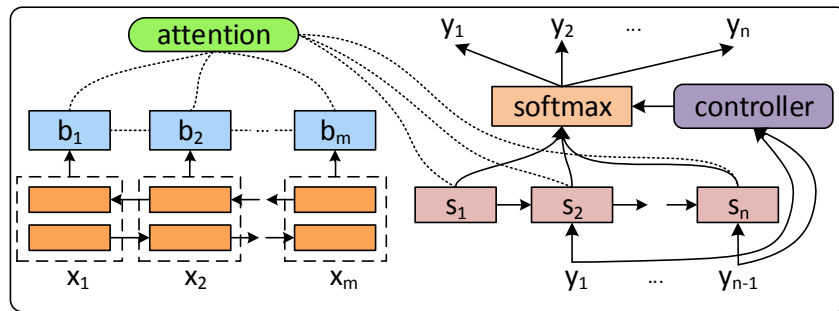 attention
y1 y2 ... yn
softmax
controller
b1 b2 ... bm
s1 s2 sn
x1 x2 xm
y1 ... yn-1